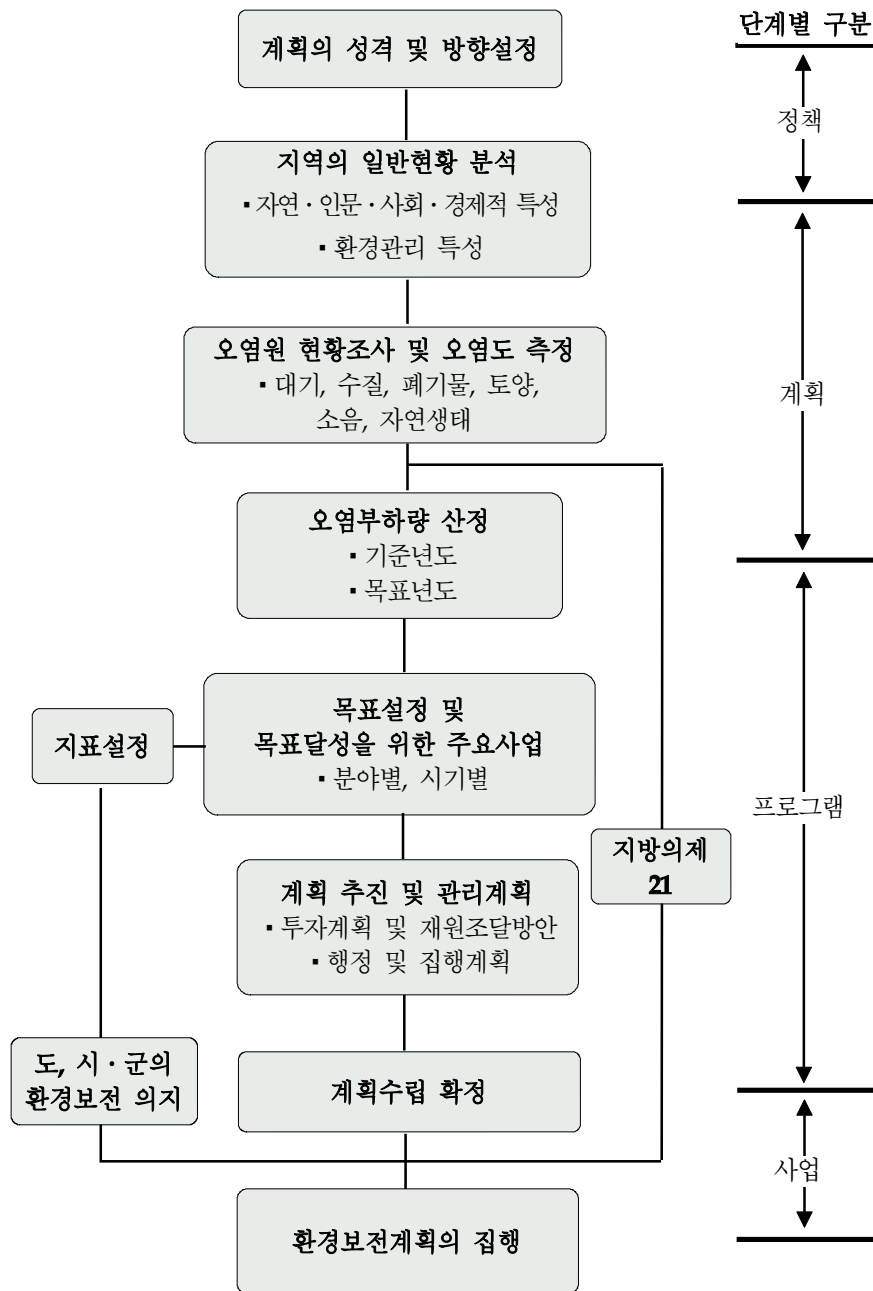 단계별 구분
계획의 성격 및 방향설정
정책
지역의 일반현황 분석
▪자연·인문·사회·경제적 특성
▪환경관리 특성
오염원 현황조사 및 오염도 측정
▪대기, 수질, 폐기물, 토양,
소음, 자연생태
계획
오염부하량 산정
▪기준년도
▪목표년도
목표설정 및
목표달성을 위한 주요사업
▪분야별, 시기별
지표설정
프로그램
지방의제
21
계획 추진 및 관리계획
▪투자계획 및 재원조달방안
▪행정 및 집행계획
도, 시·군의
환경보전 의지
계획수립 확정
사업
환경보전계획의 집행